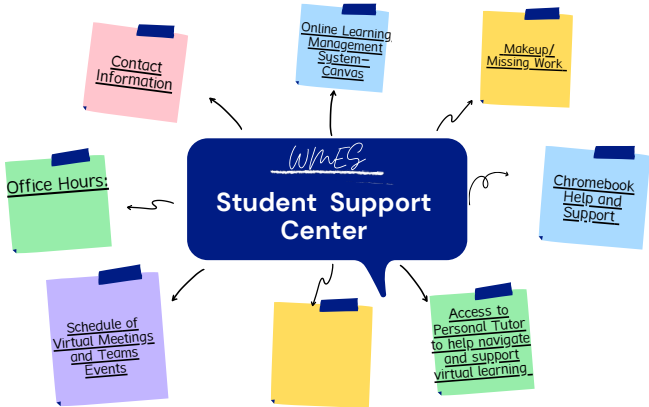 Contact
Information
Online Learning
Management
System—
Canvas
Makeup/
Missing Work
Office Hours:
WMES
Student Support
Center
Chromebook
Help and
Support
Schedule of
Virtual Meetings
and Teams
Events
Access to
Personal Tutor
to help navigate
and support
virtual learning